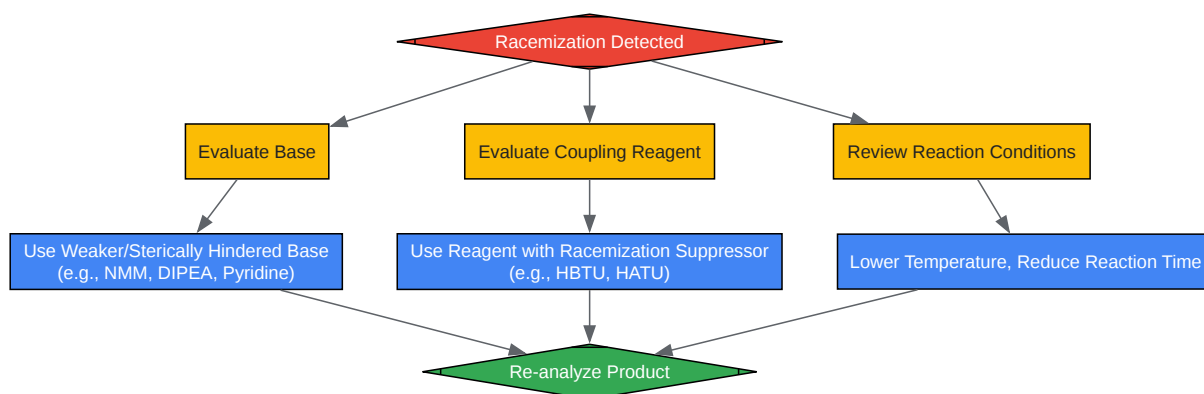 Racemization Detected
Evaluate Base
Evaluate Coupling Reagent
Review Reaction Conditions
Use Weaker/Sterically Hindered Base
(e.g., NMM, DIPEA, Pyridine)
Use Reagent with Racemization Suppressor
(e.g., HBTU, HATU)
Lower Temperature, Reduce Reaction Time
Re-analyze Product